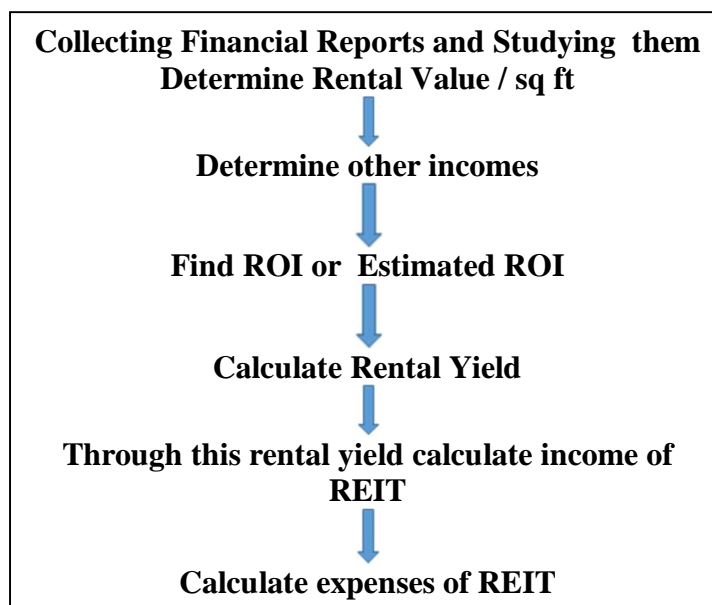 Collecting Financial Reports and Studying them
Determine Rental Value / sq ft
Determine other incomes
Find ROI or Estimated ROI
Calculate Rental Yield
Through this rental yield calculate income of
REIT
Calculate expenses of REIT